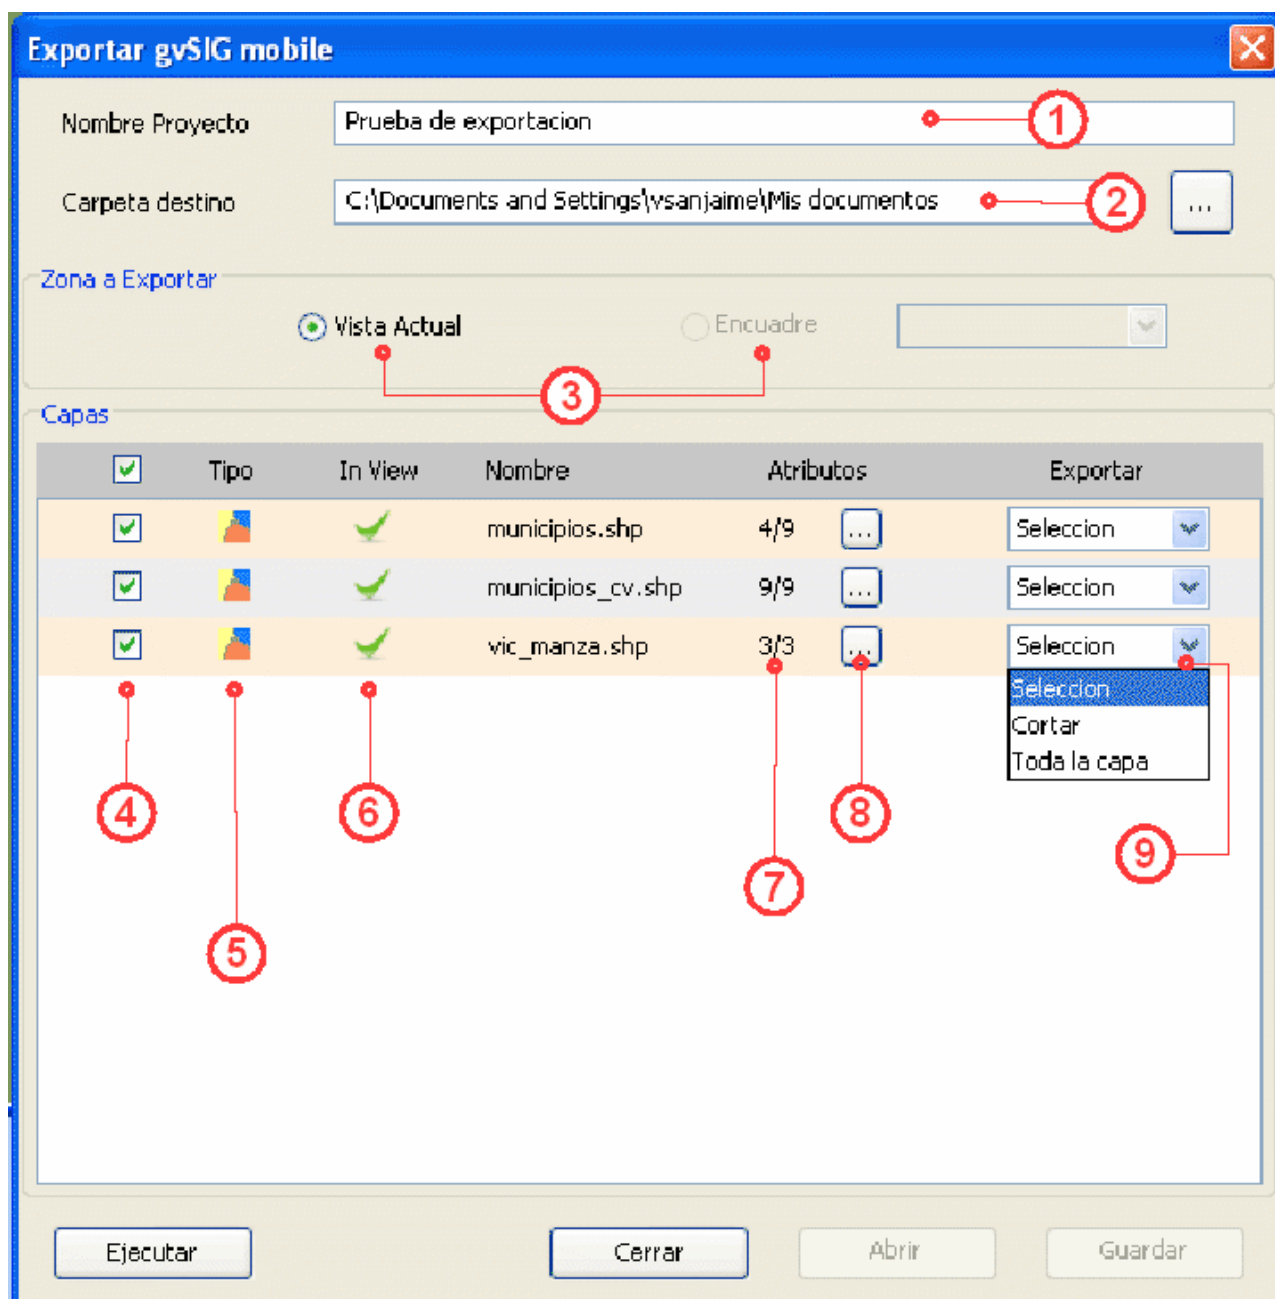 Exportar gvSIG mobile
Nombre Proyecto Prueba de exportacion 1
Carpeta destino C:\Documents and Settings\vsanjaime\Mis documentos 2 ...
Zona a Exportar
Vista Actual Encuadre
3
Capas
Tipo In View Nombre Atributos Exportar
municipios.shp 4/9 ... Seleccion
municipios_cv.shp 9/9 ... Seleccion
vic_manza.shp 3/3 ... Seleccion
Seleccion
Cortar
Toda la capa
4 6 8
9
7
5
Ejecutar Cerrar Abrir Guardar